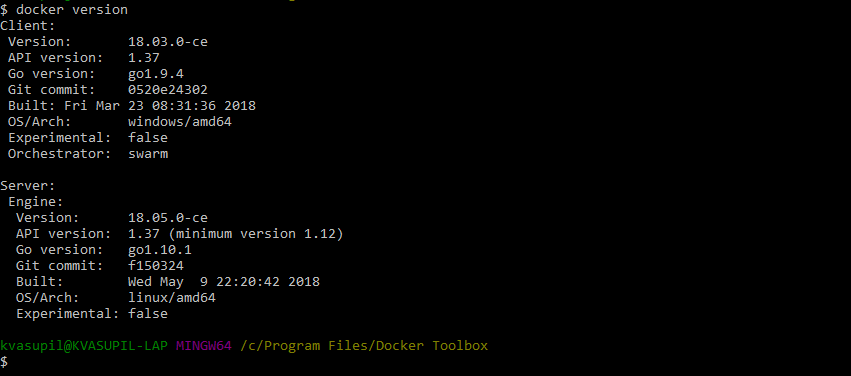 $ docker version
Client:
 Version:       18.03.0-ce
 API version:   1.37
 Go version:    go1.9.4
 Git commit:    0520e24302
 Built: Fri Mar 23 08:31:36 2018
 OS/Arch:       windows/amd64
 Experimental:  false
 Orchestrator:  swarm

Server:
 Engine:
  Version:      18.05.0-ce
  API version:  1.37 (minimum version 1.12)
  Go version:   go1.10.1
  Git commit:   f150324
  Built:        Wed May  9 22:20:42 2018
  OS/Arch:      linux/amd64
  Experimental: false

kvasupil@KVASUPIL-LAP MINGW64 /c/Program Files/Docker Toolbox
$